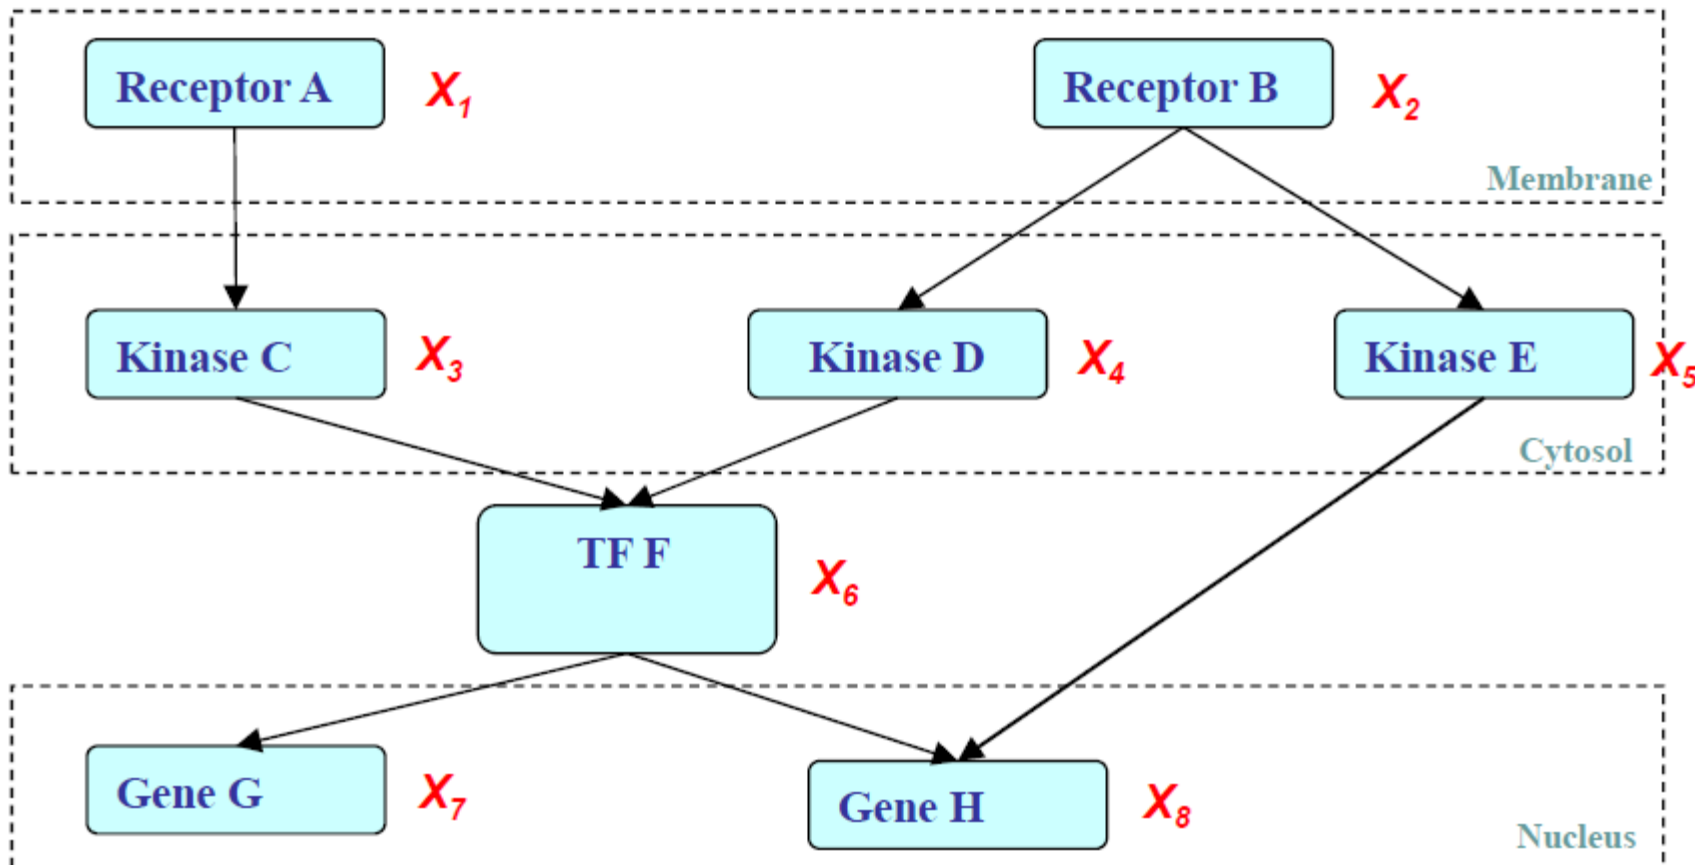 Receptor A X1 Receptor B X2
Membrane
Kinase C X3 Kinase D X4 Kinase E X5
Cytosol
TF F X6
Gene G X7 Gene H X8
Nucleus